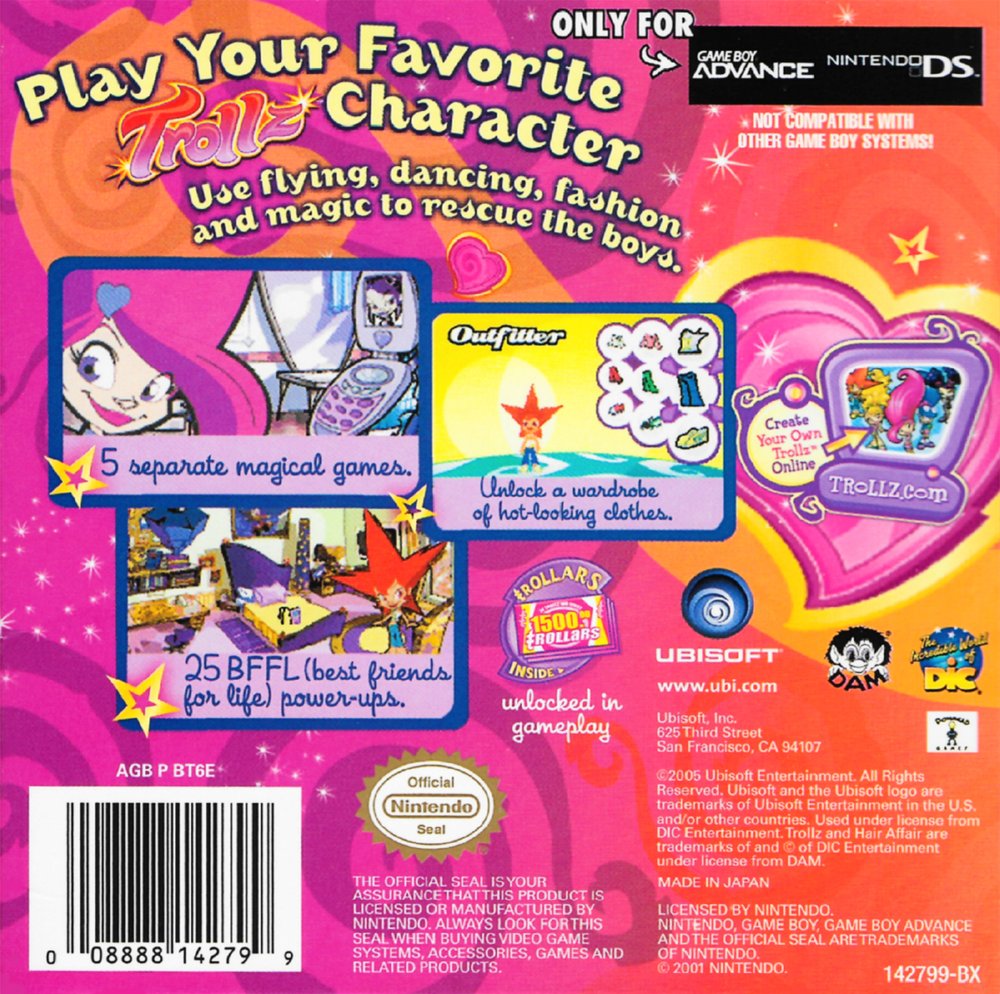 ONLY FOR
GAME BOY
ADVANCE
NINTENDO DS™
NOT COMPATIBLE WITH
OTHER GAME BOY SYSTEMS!
Play Your Favorite
Trollz Character
Use flying, dancing, fashion
and magic to rescue the boys.
5 separate magical games.
Outfitter
Unlock a wardrobe
of hot-looking clothes.
25 BFFL (best friends
for life) power-ups.
Create
Your Own
Trollz™
Online
TROLLZ.com
TROLLARS
1500
TROLLARS
INSIDE
unlocked in
gameplay
UBISOFT
www.ubi.com
DAM
The
Incredible World
of
DIC
Ubisoft, Inc.
625 Third Street
San Francisco, CA 94107
©2005 Ubisoft Entertainment. All Rights
Reserved. Ubisoft and the Ubisoft logo are
trademarks of Ubisoft Entertainment in the U.S.
and/or other countries. Used under license from
DIC Entertainment. Trollz and Hair Affair are
trademarks of and © of DIC Entertainment
under license from DAM.
MADE IN JAPAN
LICENSED BY NINTENDO.
NINTENDO, GAME BOY, GAME BOY ADVANCE
AND THE OFFICIAL SEAL ARE TRADEMARKS
OF NINTENDO.
© 2001 NINTENDO.
142799-BX
AGB P BT6E
0 08888 14279 9
Official
Nintendo
Seal
THE OFFICIAL SEAL IS YOUR
ASSURANCE THAT THIS PRODUCT IS
LICENSED OR MANUFACTURED BY
NINTENDO. ALWAYS LOOK FOR THIS
SEAL WHEN BUYING VIDEO GAME
SYSTEMS, ACCESSORIES, GAMES AND
RELATED PRODUCTS.